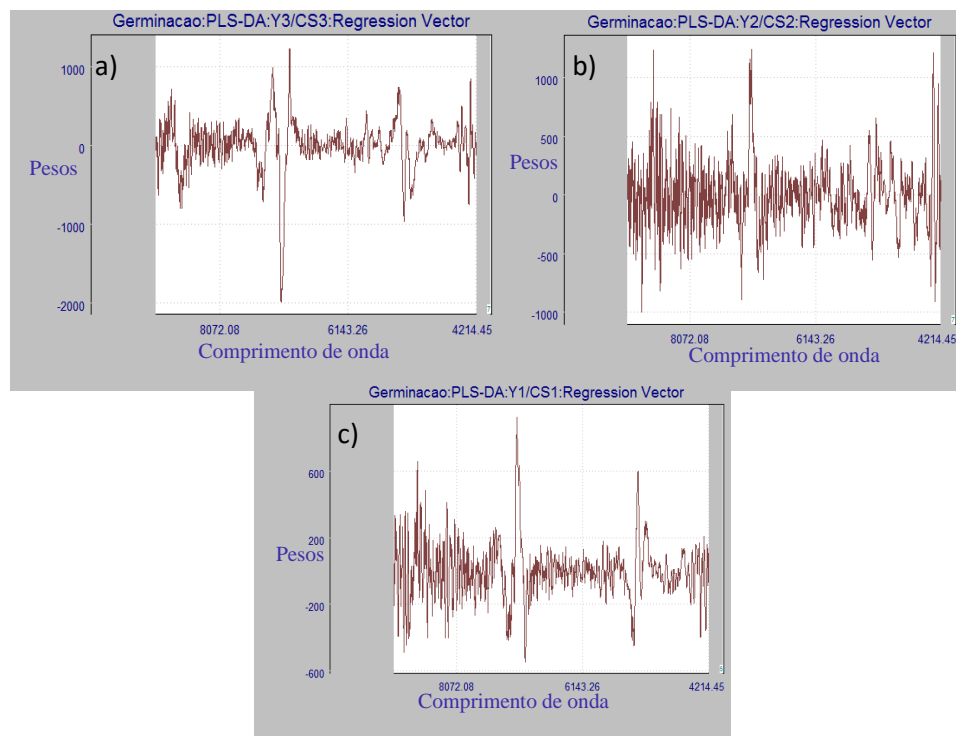 Germinacao:PLS-DA:Y3/CS3:Regression Vector
a)
1000
0
-1000
-2000
Pesos
8072.08 6143.26 4214.45
Comprimento de onda
7
Germinacao:PLS-DA:Y2/CS2:Regression Vector
b)
1000
500
0
-500
-1000
Pesos
8072.08 6143.26 4214.45
Comprimento de onda
7
Germinacao:PLS-DA:Y1/CS1:Regression Vector
c)
600
200
-200
-600
Pesos
8072.08 6143.26 4214.45
Comprimento de onda